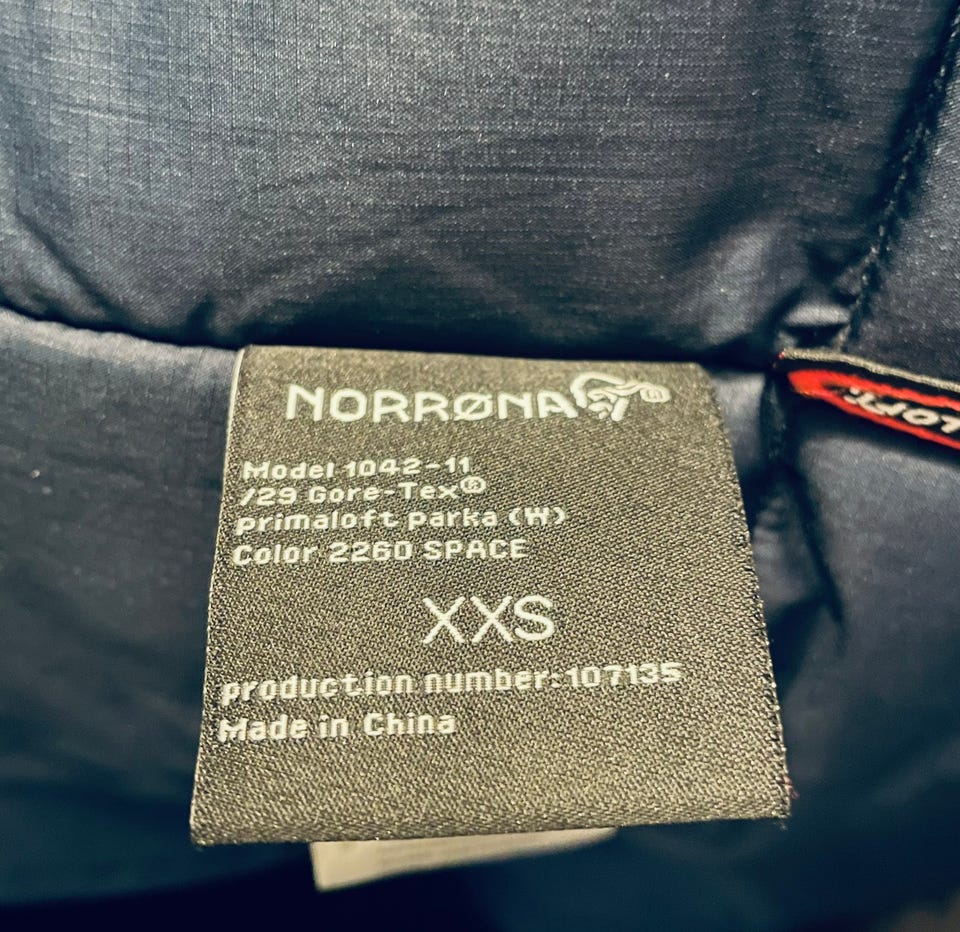 NORRØNA®
Model 1042-11
/29 Gore-Tex®
primaloft parka (W)
Color 2260 SPACE
XXS
production number:107135
Made in China
LOFT.